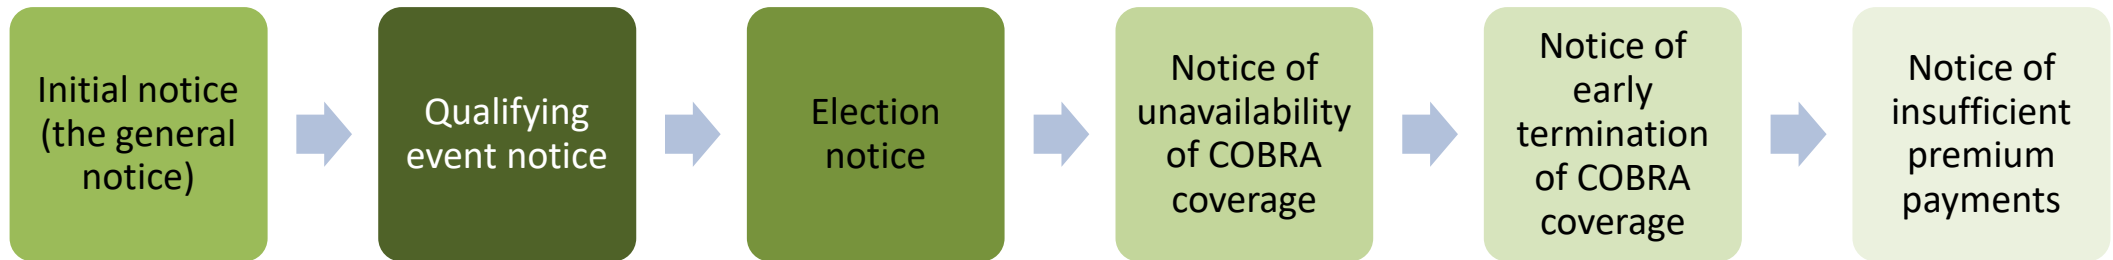 Initial notice
(the general
notice)
Qualifying
event notice
Election
notice
Notice of
unavailability
of COBRA
coverage
Notice of
early
termination
of COBRA
coverage
Notice of
insufficient
premium
payments